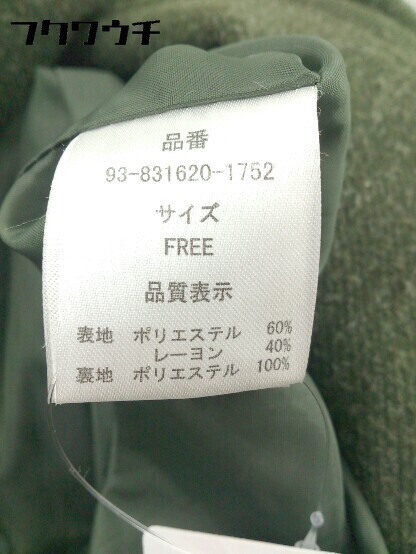 フクワウチ
品番
93-831620-1752
サイズ
FREE
品質表示
表地 ポリエステル 60%
レーヨン 40%
裏地 ポリエステル 100%